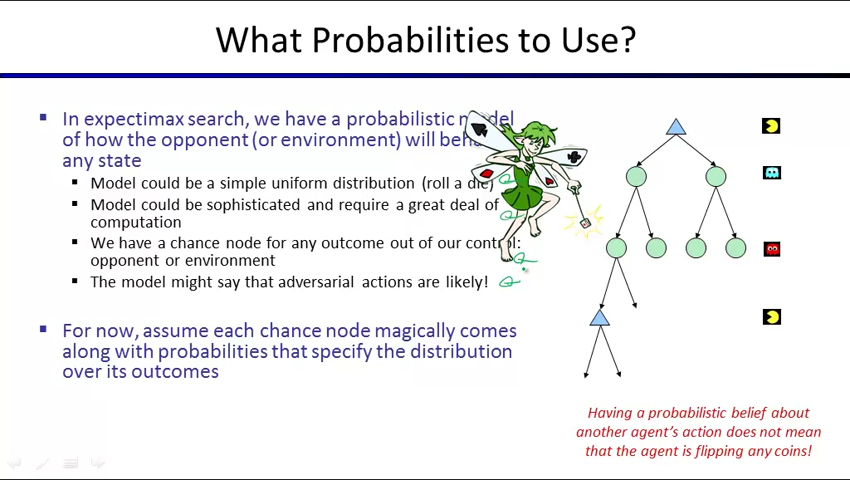 What Probabilities to Use?
In expectimax search, we have a probabilistic model
of how the opponent (or environment) will
any state
Model could be a simple uniform distribution (roll a die)
Model could be sophisticated and require a great deal of
computation
We have a chance node for any outcome out of our control:
opponent or environment
The model might say that adversarial actions are likely!
For now, assume each chance node magically comes
along with probabilities that specify the distribution
over its outcomes
Having a probabilistic belief about
another agent's action does not mean
that the agent is flipping any coins!